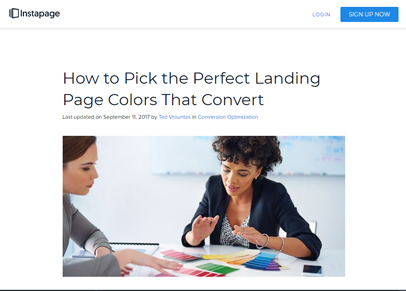 Instapage
LOGIN
SIGN UP NOW
How to Pick the Perfect Landing
Page Colors That Convert
Last updated on September 11, 2017 by Ted Vrountas in Conversion Optimization